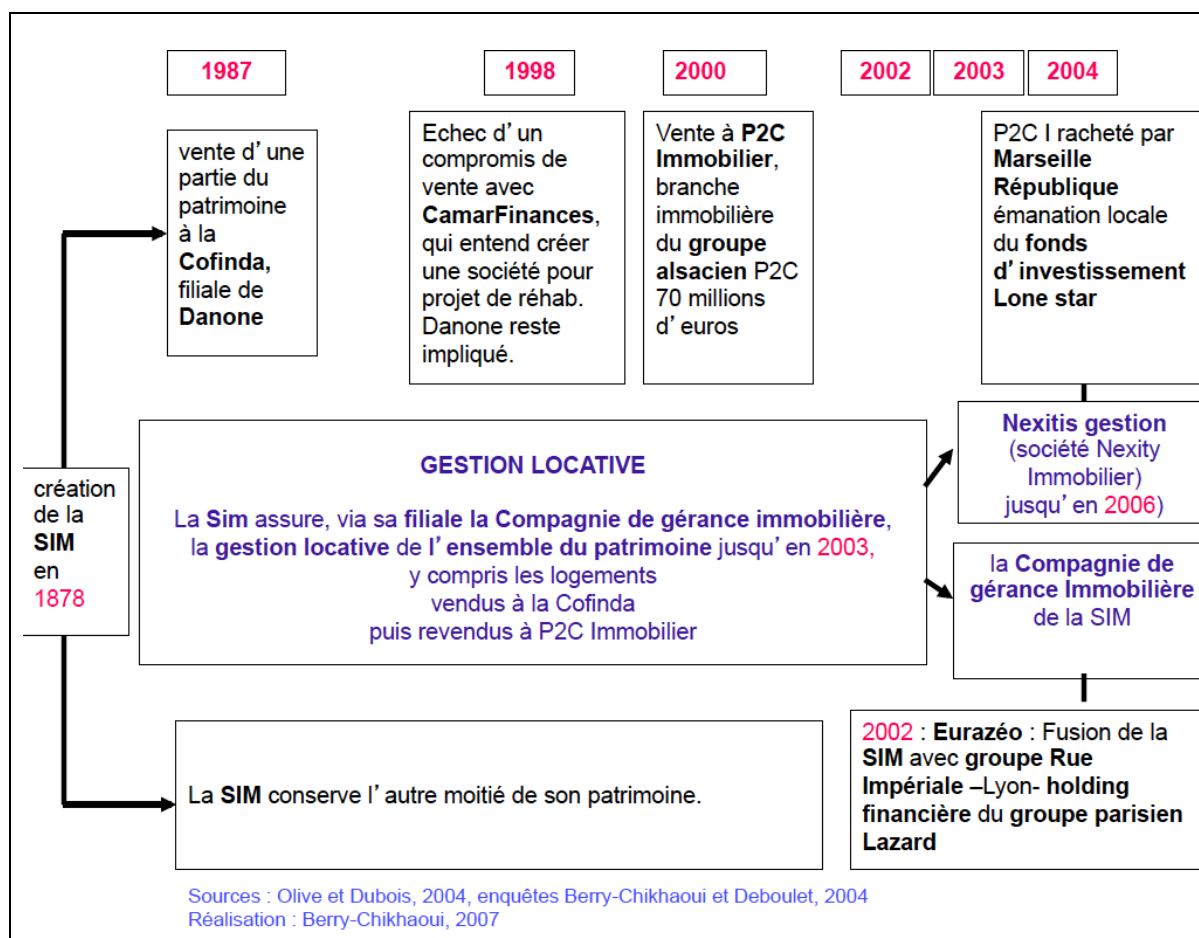 1987
1998
2000
2002
2003
2004
vente d'une
partie du
patrimoine
à la
Cofinda,
filiale de
Danone
Echec d'un
compromis de
vente avec
CamarFinances,
qui entend créer
une société pour
projet de réhab.
Danone reste
impliqué.
Vente à P2C
Immobilier,
branche
immobilière
du groupe
alsacien P2C
70 millions
d'euros
P2C I racheté par
Marseille
République
émanation locale
du fonds
d'investissement
Lone star
création
de la
SIM
en
1878
GESTION LOCATIVE
La Sim assure, via sa filiale la Compagnie de gérance immobilière,
la gestion locative de l'ensemble du patrimoine jusqu'en 2003,
y compris les logements
vendus à la Cofinda
puis revendus à P2C Immobilier
Nexitis gestion
(société Nexity
Immobilier)
jusqu'en 2006)
la Compagnie de
gérance Immobilière
de la SIM
La SIM conserve l'autre moitié de son patrimoine.
2002 : Eurazéo : Fusion de la
SIM avec groupe Rue
Impériale –Lyon- holding
financière du groupe parisien
Lazard
Sources : Olive et Dubois, 2004, enquêtes Berry-Chikhaoui et Deboulet, 2004
Réalisation : Berry-Chikhaoui, 2007